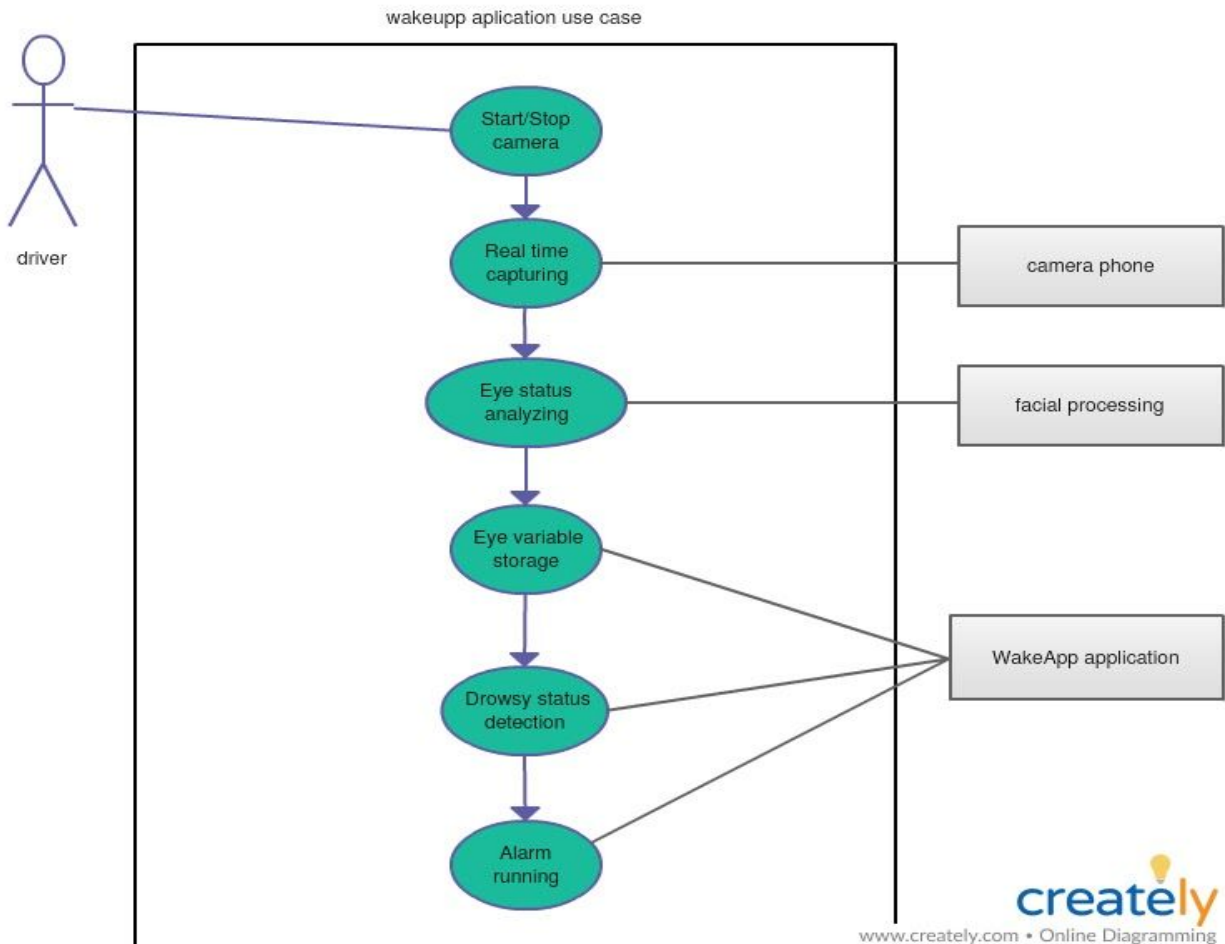 wakeupp aplication use case
Start/Stop
camera
driver
Real time
capturing
camera phone
Eye status
analyzing
facial processing
Eye variable
storage
WakeApp application
Drowsy status
detection
Alarm
running
creately
www.creately.com • Online Diagramming